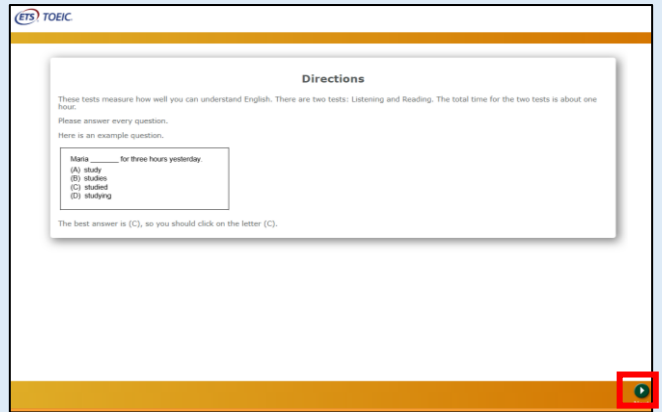 ETS TOEIC.
Directions
These tests measure how well you can understand English. There are two tests: Listening and Reading. The total time for the two tests is about one
hour.
Please answer every question.
Here is an example question.
Maria _______ for three hours yesterday.
(A) study
(B) studies
(C) studied
(D) studying
The best answer is (C), so you should click on the letter (C).